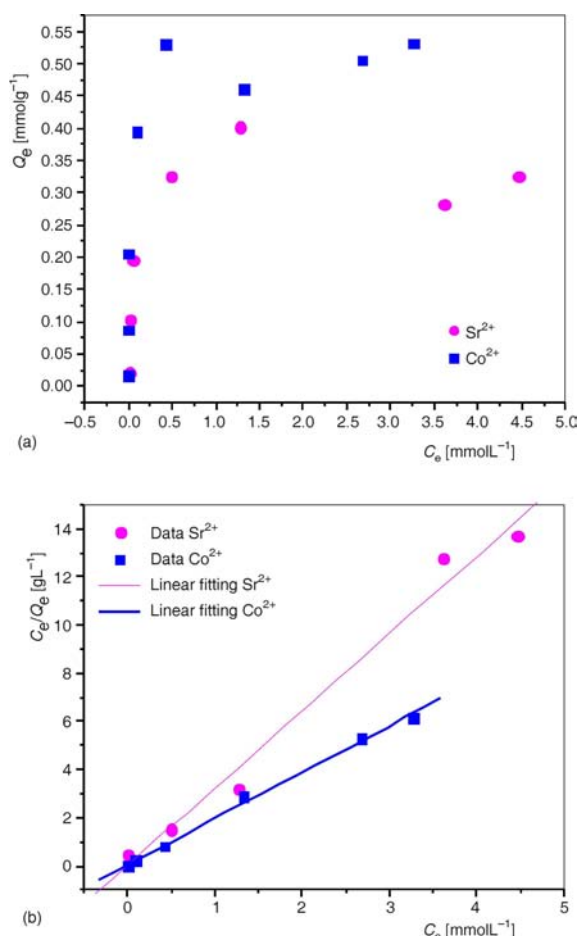 0.55
0.50
0.45
0.40
0.35
0.30
0.25
0.20
0.15
0.10
0.05
0.00
Qₑ [mmolg⁻¹]
Sr²⁺
Co²⁺
–0.5 0.0 0.5 1.0 1.5 2.0 2.5 3.0 3.5 4.0 4.5 5.0
(a)
Cₑ [mmolL⁻¹]
14
12
10
8
6
4
2
0
Cₑ/Qₑ [gL⁻¹]
Data Sr²⁺
Data Co²⁺
Linear fitting Sr²⁺
Linear fitting Co²⁺
0 1 2 3 4 5
(b)
Cₑ [mmolL⁻¹]